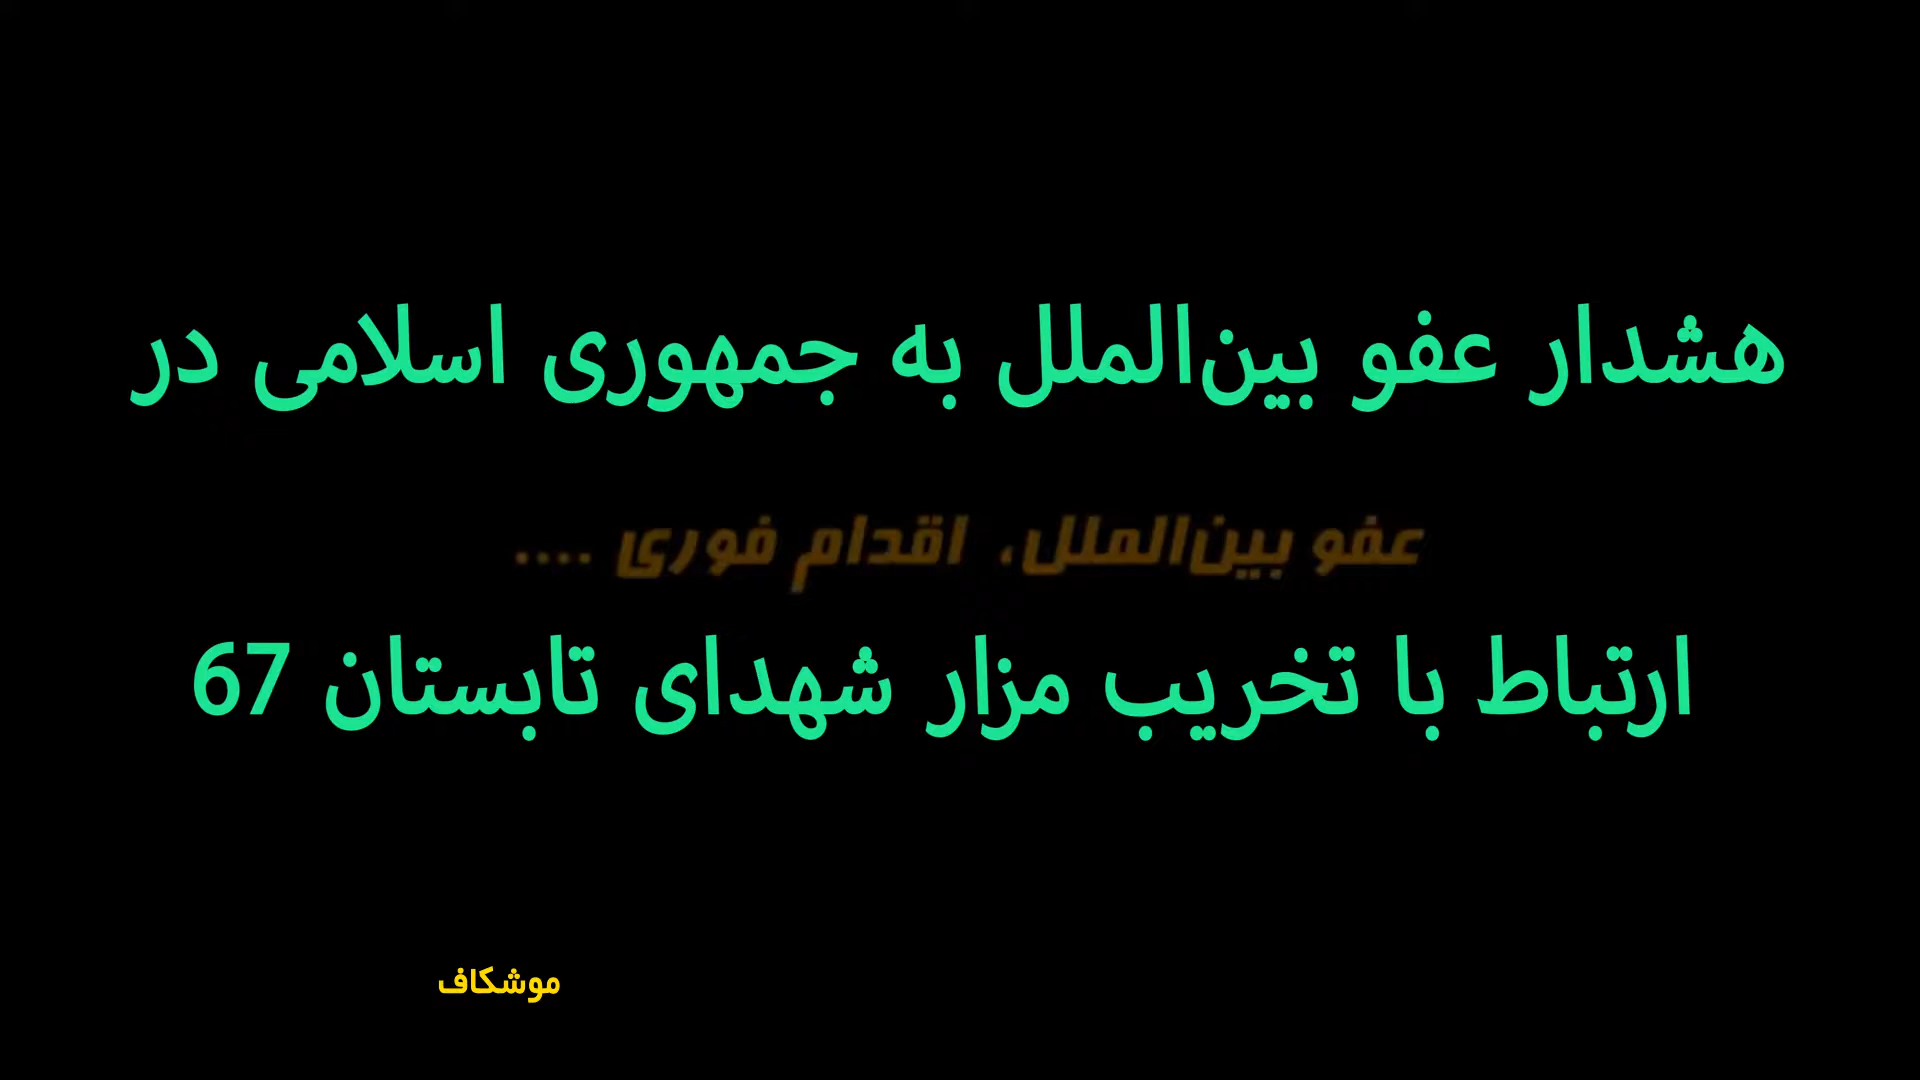 هشدار عفو بین‌الملل به جمهوری اسلامی در
عفو بین‌الملل، اقدام فوری ....
ارتباط با تخریب مزار شهدای تابستان 67
موشکاف